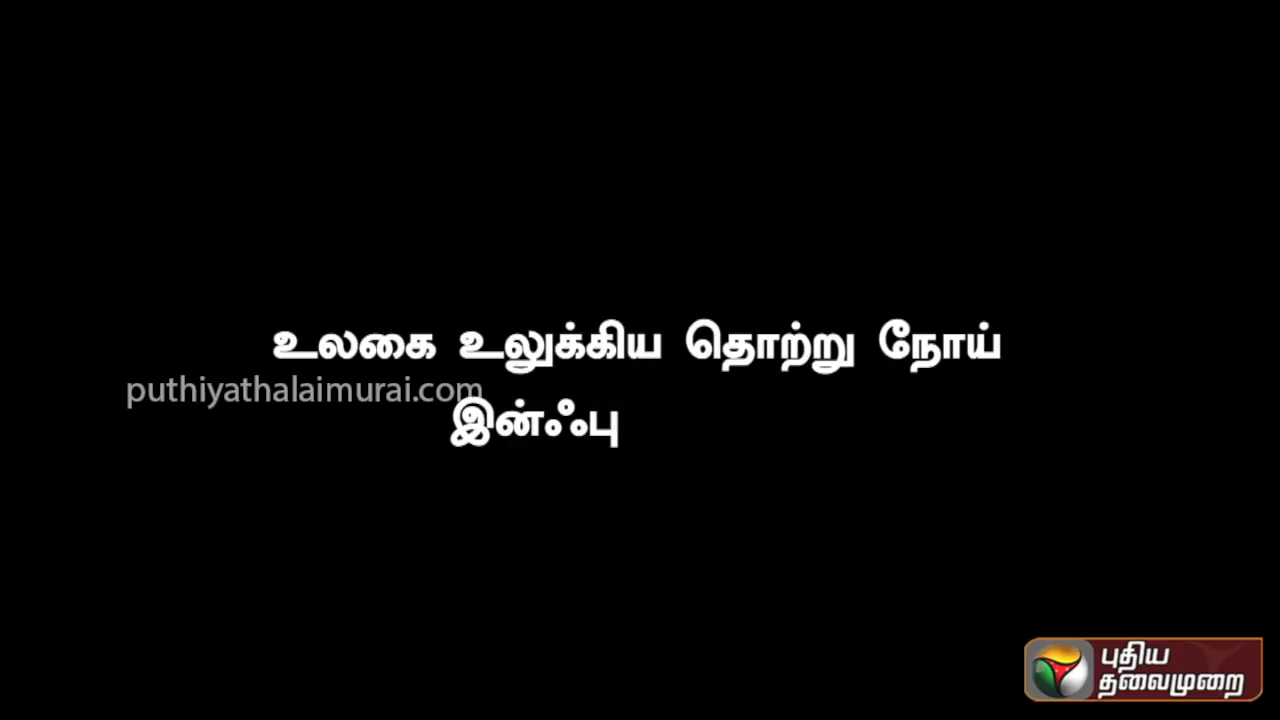 உலகை உலுக்கிய தொற்று நோய்
puthiyathalaimurai.com
இன்ஃபு
புதிய
தலைமுறை